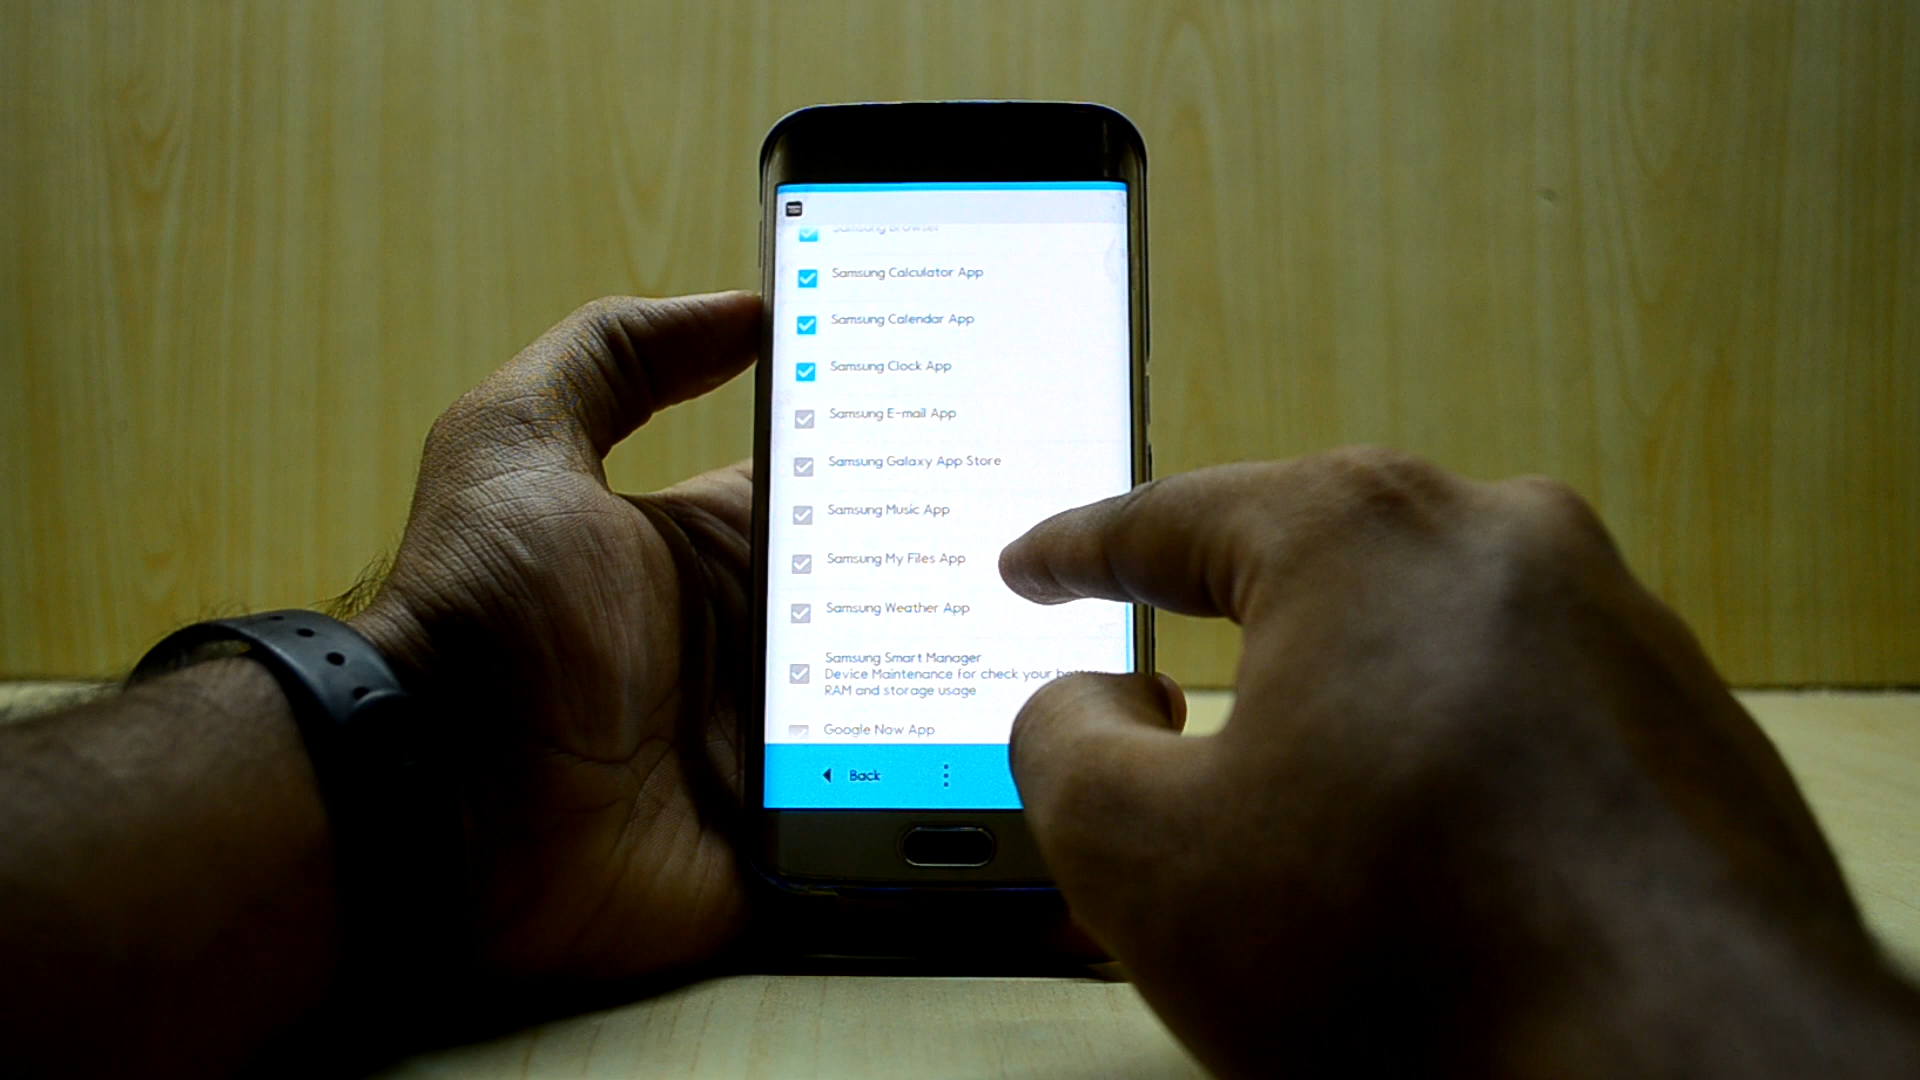 Samsung Browser
Samsung Calculator App
Samsung Calendar App
Samsung Clock App
Samsung E-mail App
Samsung Galaxy App Store
Samsung Music App
Samsung My Files App
Samsung Weather App
Samsung Smart Manager
Device Maintenance for check your
RAM and storage usage
Google Now App
Back